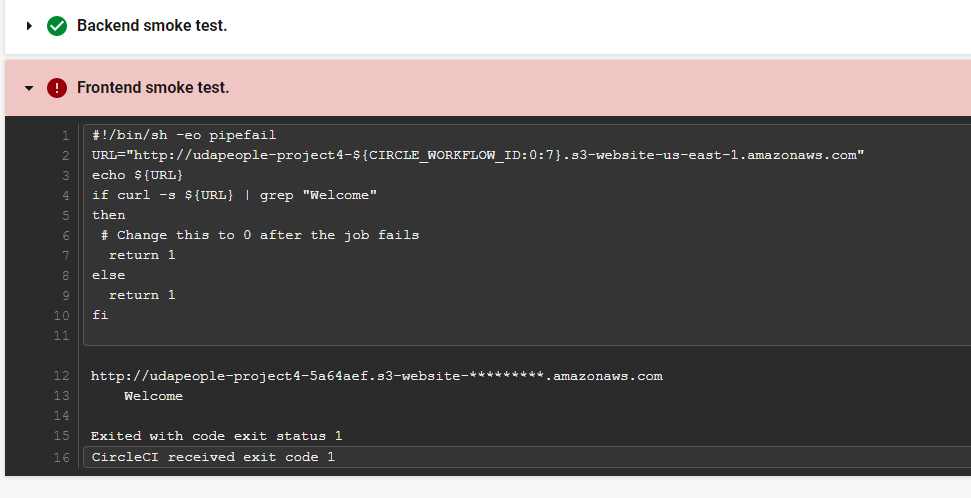 Backend smoke test.
Frontend smoke test.
1 #!/bin/sh -eo pipefail
2 URL="http://udapeople-project4-${CIRCLE_WORKFLOW_ID:0:7}.s3-website-us-east-1.amazonaws.com"
3 echo ${URL}
4 if curl -s ${URL} | grep "Welcome"
5 then
6  # Change this to 0 after the job fails
7   return 1
8 else
9   return 1
10 fi
11
12 http://udapeople-project4-5a64aef.s3-website-*********.amazonaws.com
13     Welcome
14
15 Exited with code exit status 1
16 CircleCI received exit code 1